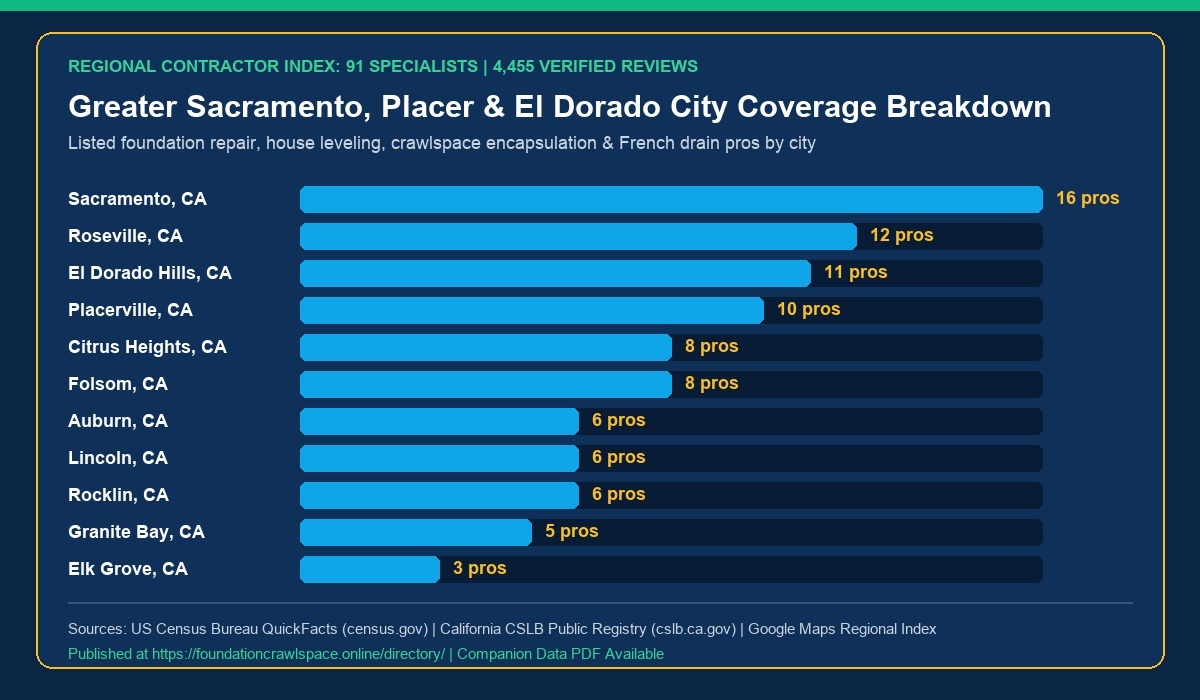 REGIONAL CONTRACTOR INDEX: 91 SPECIALISTS | 4,455 VERIFIED REVIEWS
Greater Sacramento, Placer & El Dorado City Coverage Breakdown
Listed foundation repair, house leveling, crawlspace encapsulation & French drain pros by city
Sacramento, CA 16 pros
Roseville, CA 12 pros
El Dorado Hills, CA 11 pros
Placerville, CA 10 pros
Citrus Heights, CA 8 pros
Folsom, CA 8 pros
Auburn, CA 6 pros
Lincoln, CA 6 pros
Rocklin, CA 6 pros
Granite Bay, CA 5 pros
Elk Grove, CA 3 pros
Sources: US Census Bureau QuickFacts (census.gov) | California CSLB Public Registry (cslb.ca.gov) | Google Maps Regional Index
Published at https://foundationcrawlspace.online/directory/ | Companion Data PDF Available